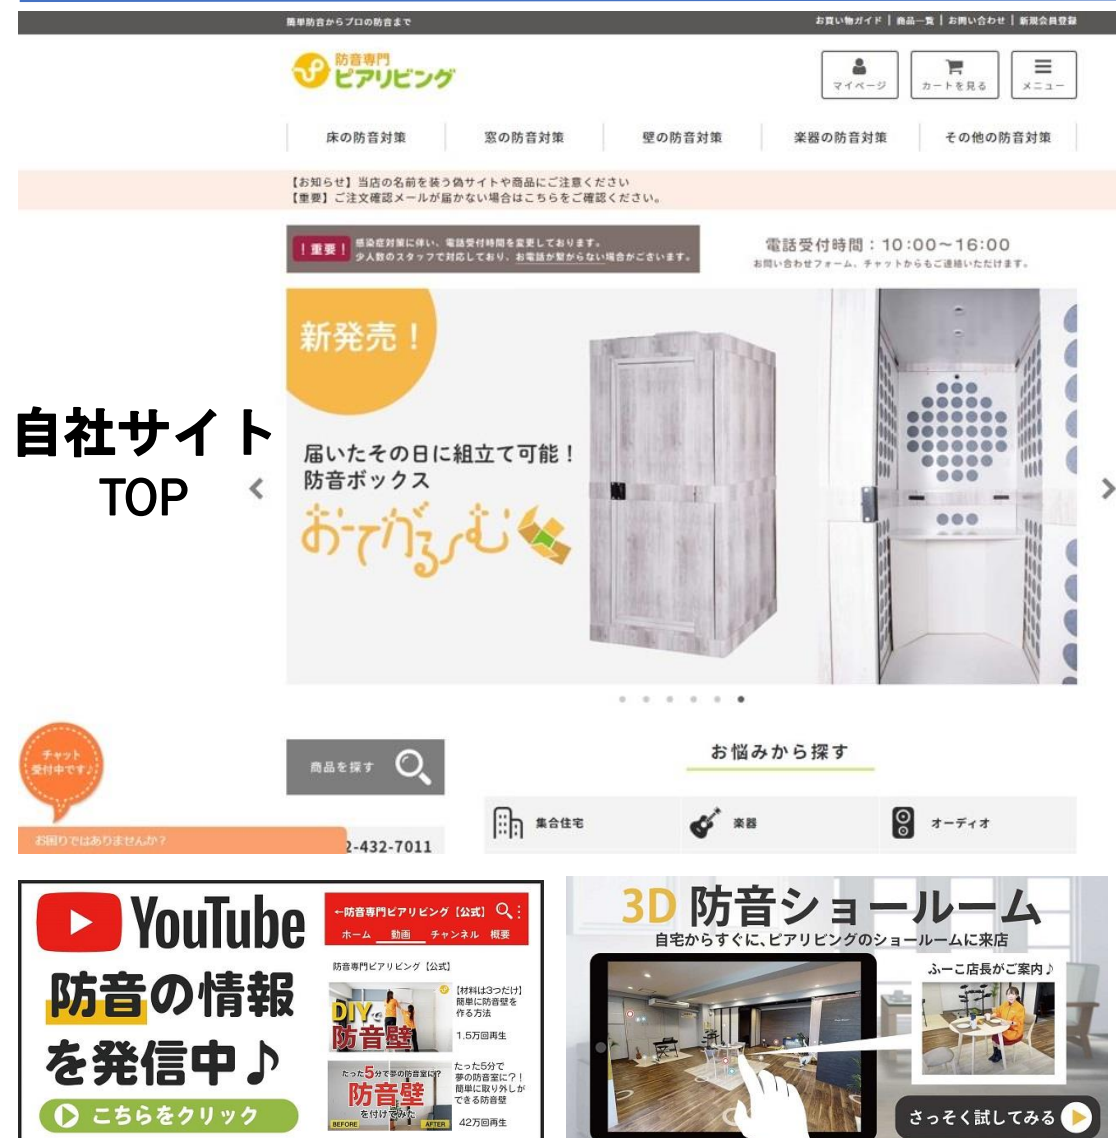 簡単防音からプロの防音まで
お買い物ガイド | 商品一覧 | お問い合わせ | 新規会員登録
防音専門
ピアリビング
マイページ
カートを見る
メニュー
床の防音対策
窓の防音対策
壁の防音対策
楽器の防音対策
その他の防音対策
【お知らせ】当店の名前を装う偽サイトや商品にご注意ください
【重要】ご注文確認メールが届かない場合はこちらをご確認ください。
！重要！
感染症対策に伴い、電話受付時間を変更しております。
少人数のスタッフで対応しており、お電話が繋がらない場合がございます。
電話受付時間：10:00～16:00
お問い合わせフォーム、チャットからもご連絡いただけます。
新発売！
届いたその日に組立て可能！
防音ボックス
おーてがるーむ
自社サイト
TOP
チャット
受付中です♪
お困りではありませんか？
商品を探す
2-432-7011
お悩みから探す
集合住宅
楽器
オーディオ
YouTube
防音の情報
を発信中♪
こちらをクリック
←防音専門ピアリビング【公式】
ホーム 動画 チャンネル 概要
防音専門ピアリビング【公式】
DIYで
防音壁
【材料は3つだけ】
簡単に防音壁を
作る方法
1.5万回再生
たった5分で夢の防音室に?
防音壁
を付けてみた
BEFORE
AFTER
たった5分で
夢の防音室に?！
簡単に取り外しが
できる防音壁
42万回再生
3D 防音ショールーム
自宅からすぐに、ピアリビングのショールームに来店
ふーこ店長がご案内♪
さっそく試してみる